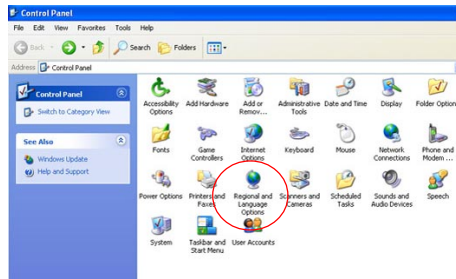 Control Panel
File Edit View Favorites Tools Help
Back Search Folders
Address Control Panel
Control Panel
Switch to Category View
See Also
Windows Update
Help and Support
Accessibility Options
Add Hardware
Add or Remov...
Administrative Tools
Date and Time
Display
Folder Option
Fonts
Game Controllers
Internet Options
Keyboard
Mouse
Network Connections
Phone and Modem ...
Power Options
Printers and Faxes
Regional and Language Options
Scanners and Cameras
Scheduled Tasks
Sounds and Audio Devices
Speech
System
Taskbar and Start Menu
User Accounts